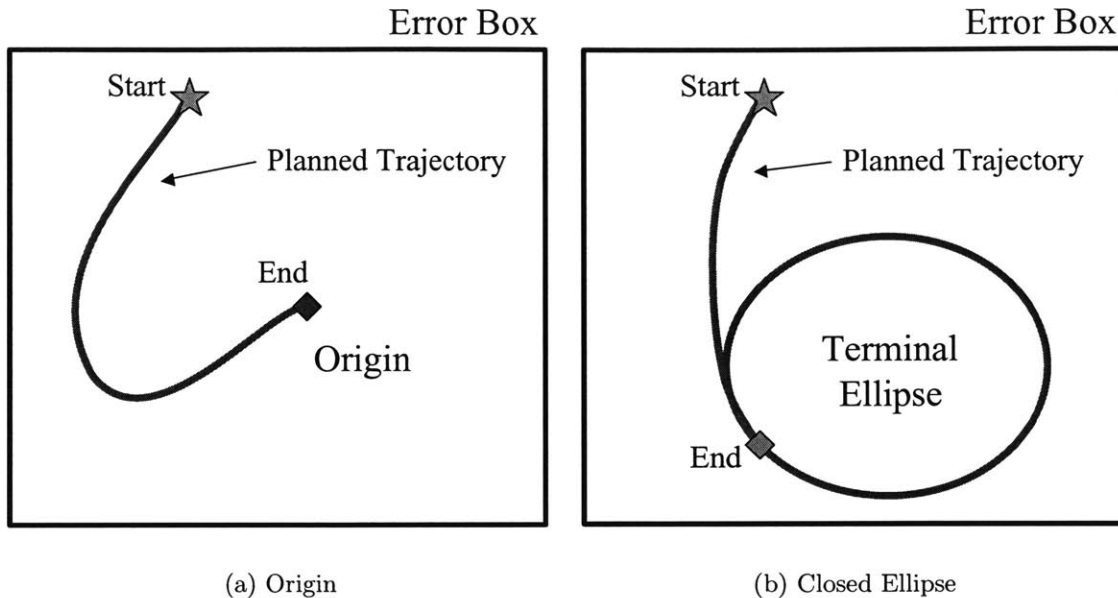 Error Box
Start
Planned Trajectory
End
Origin
(a) Origin
Error Box
Start
Planned Trajectory
Terminal
Ellipse
End
(b) Closed Ellipse